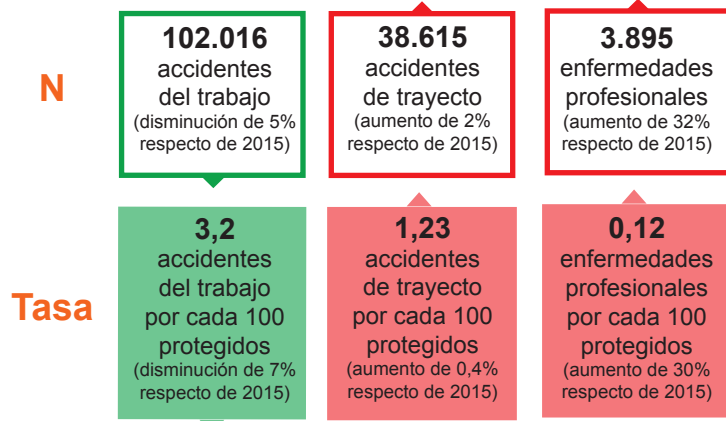 N
102.016
accidentes
del trabajo
(disminución de 5%
respecto de 2015)
38.615
accidentes
de trayecto
(aumento de 2%
respecto de 2015)
3.895
enfermedades
profesionales
(aumento de 32%
respecto de 2015)
Tasa
3,2
accidentes
del trabajo
por cada 100
protegidos
(disminución de 7%
respecto de 2015)
1,23
accidentes
de trayecto
por cada 100
protegidos
(aumento de 0,4%
respecto de 2015)
0,12
enfermedades
profesionales
por cada 100
protegidos
(aumento de 30%
respecto de 2015)